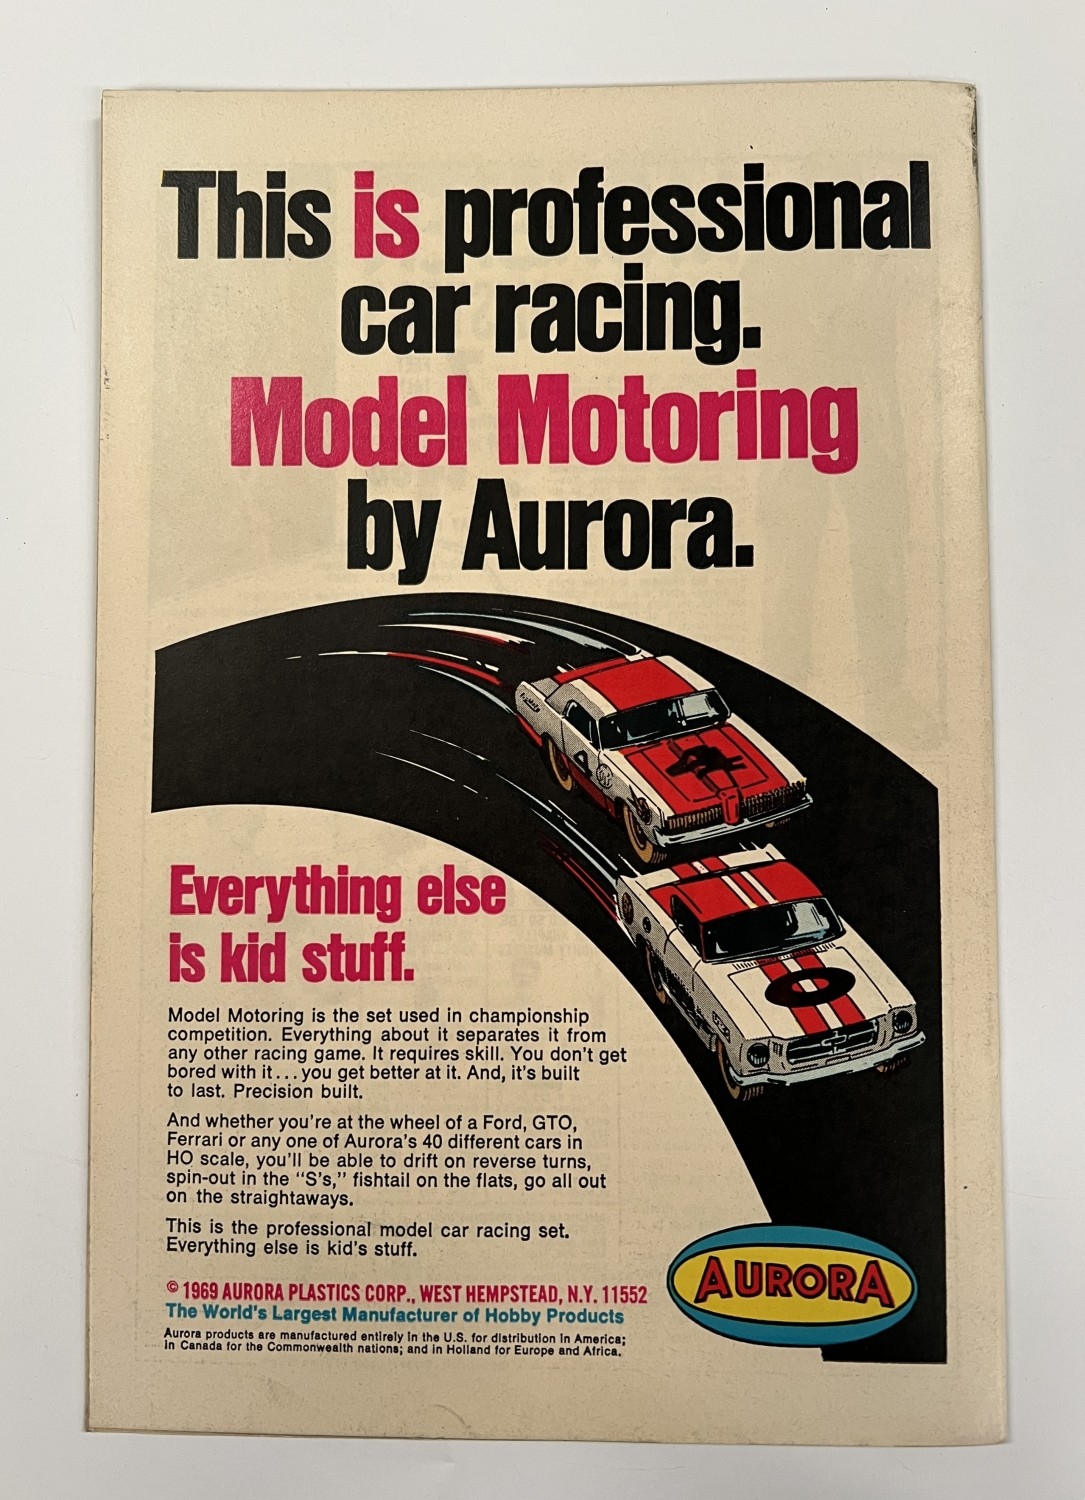 This is professional
car racing.
Model Motoring
by Aurora.
Everything else
is kid stuff.
Model Motoring is the set used in championship
competition. Everything about it separates it from
any other racing game. It requires skill. You don't get
bored with it...you get better at it. And, it's built
to last. Precision built.
And whether you're at the wheel of a Ford, GTO,
Ferrari or any one of Aurora's 40 different cars in
HO scale, you'll be able to drift on reverse turns,
spin-out in the "S's," fishtail on the flats, go all out
on the straightaways.
This is the professional model car racing set.
Everything else is kid's stuff.
© 1969 AURORA PLASTICS CORP., WEST HEMPSTEAD, N.Y. 11552
The World's Largest Manufacturer of Hobby Products
Aurora products are manufactured entirely in the U.S. for distribution in America;
in Canada for the Commonwealth nations; and in Holland for Europe and Africa.
AURORA
4
0